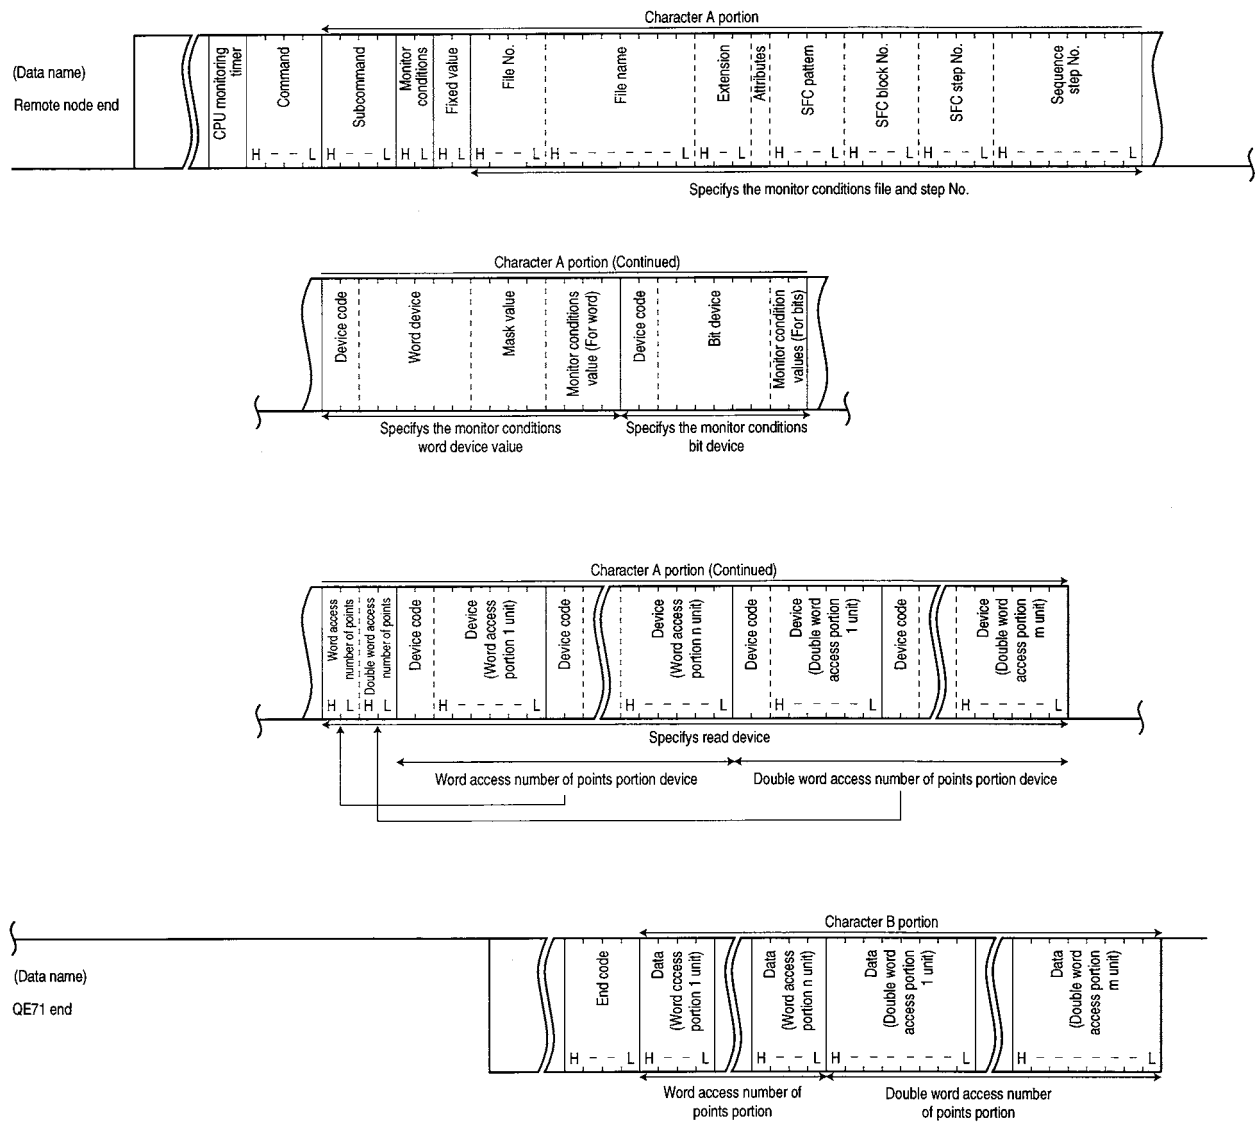 Character A portion
(Data name)
Remote node end
CPU monitoring
timer
Command
Subcommand
Monitor
conditions
Fixed value
File No.
File name
Extension
Attributes
SFC pattern
SFC block No.
SFC step No.
Sequence
step No.
H - - L H - - L H L H L H - - L H - - - - - - L H - L H - - L H - - L H - - L H - - - - - - L
Specifys the monitor conditions file and step No.
Character A portion (Continued)
Device code
Word device
Mask value
Monitor conditions
value (For word)
Device code
Bit device
Monitor condition
values (For bits)
Specifys the monitor conditions
word device value
Specifys the monitor conditions
bit device
Character A portion (Continued)
Word access
number of points
Double word access
number of points
Device code
Device
(Word access
portion 1 unit)
Device code
Device
(Word access
portion n unit)
Device code
Device
(Double word
access portion
1 unit)
Device code
Device
(Double word
access portion
m unit)
H L H L H - - - - L H - - - - L H - - - - L H - - - - L
Specifys read device
Word access number of points portion device
Double word access number of points portion device
Character B portion
(Data name)
QE71 end
End code
Data
(Word ccess
portion 1 unit)
Data
(Word access
portion n unit)
Data
(Double word
access portion
1 unit)
Data
(Double word
access portion
m unit)
H - - L H - - L H - - L H - - - - - - L H - - - - - - L
Word access number of
points portion
Double word access number
of points portion